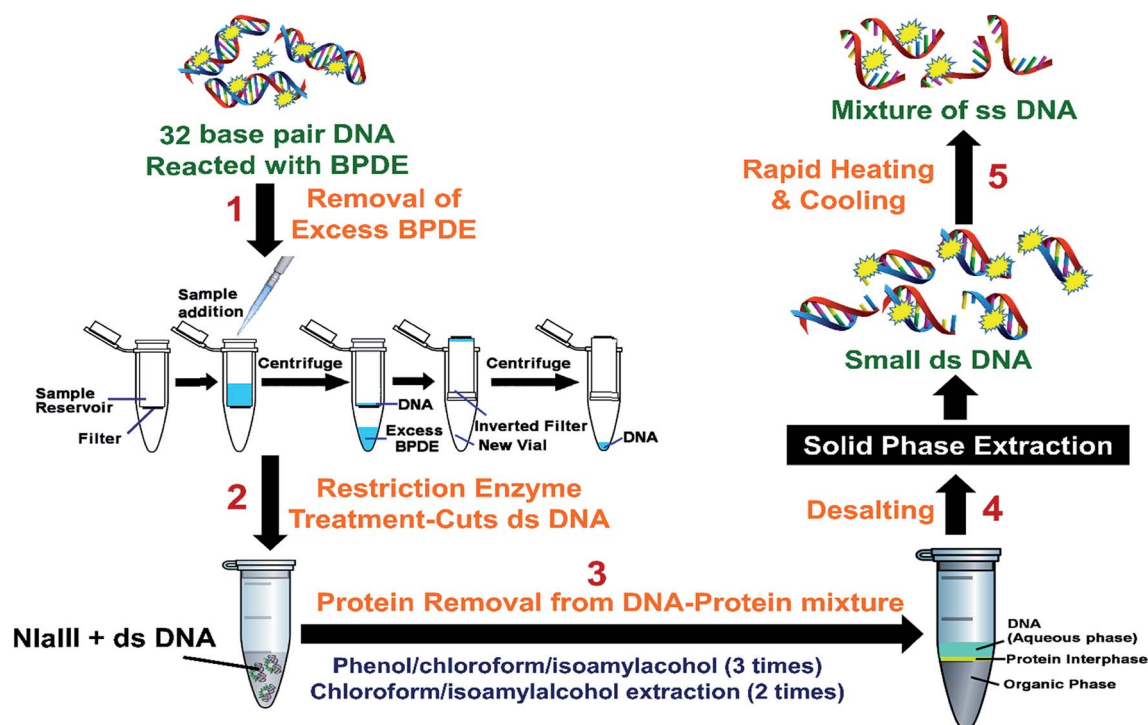 32 base pair DNA
Reacted with BPDE
1
Removal of
Excess BPDE
Sample
addition
Centrifuge
Centrifuge
Sample
Reservoir
Filter
DNA
Excess
BPDE
Inverted Filter
New Vial
DNA
2
Restriction Enzyme
Treatment-Cuts ds DNA
NlaIII + ds DNA
3
Protein Removal from DNA-Protein mixture
Phenol/chloroform/isoamylacohol (3 times)
Chloroform/isoamylalcohol extraction (2 times)
DNA
(Aqueous phase)
Protein Interphase
Organic Phase
Desalting
4
Solid Phase Extraction
Small ds DNA
Rapid Heating
& Cooling
5
Mixture of ss DNA